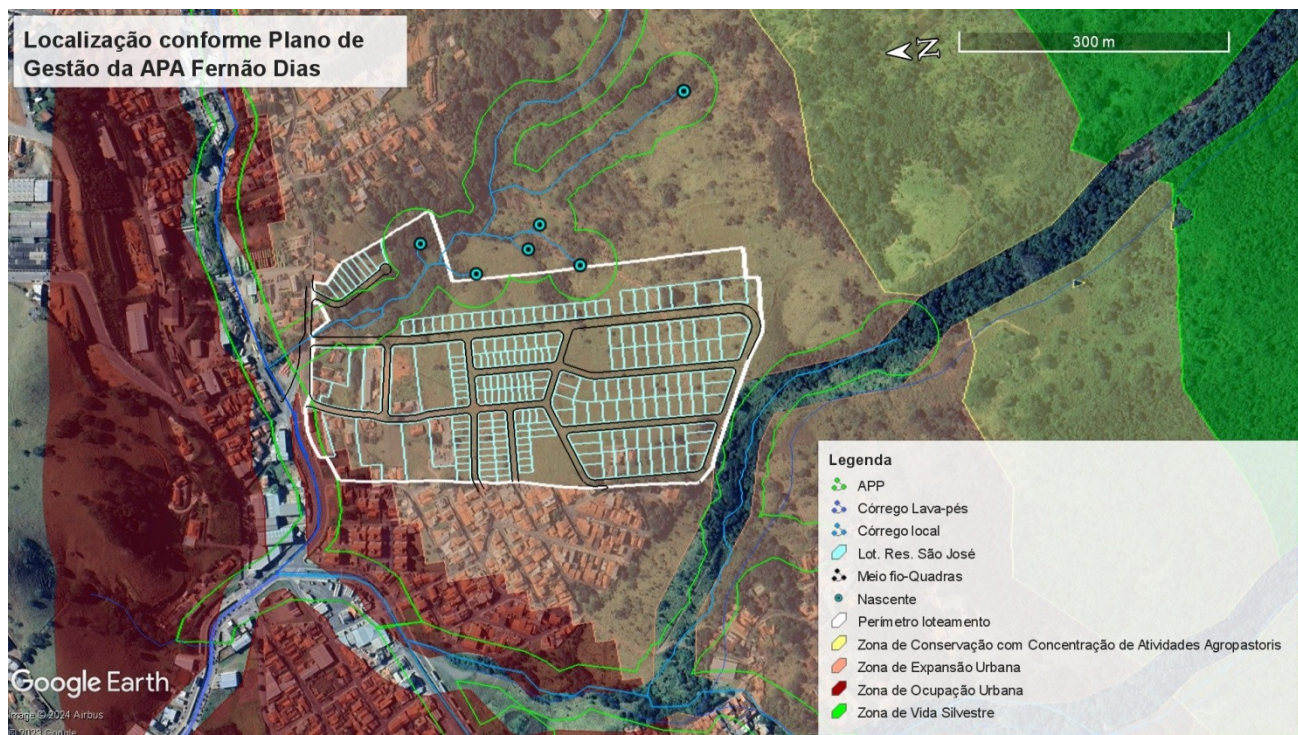 Localização conforme Plano de
Gestão da APA Fernão Dias
Z
300 m
Legenda
APP
Córrego Lava-pés
Córrego local
Lot. Res. São José
Meio fio-Quadras
Nascente
Perímetro loteamento
Zona de Conservação com Concentração de Atividades Agropastoris
Zona de Expansão Urbana
Zona de Ocupação Urbana
Zona de Vida Silvestre
Google Earth
Image © 2024 Airbus
© 2023 Google